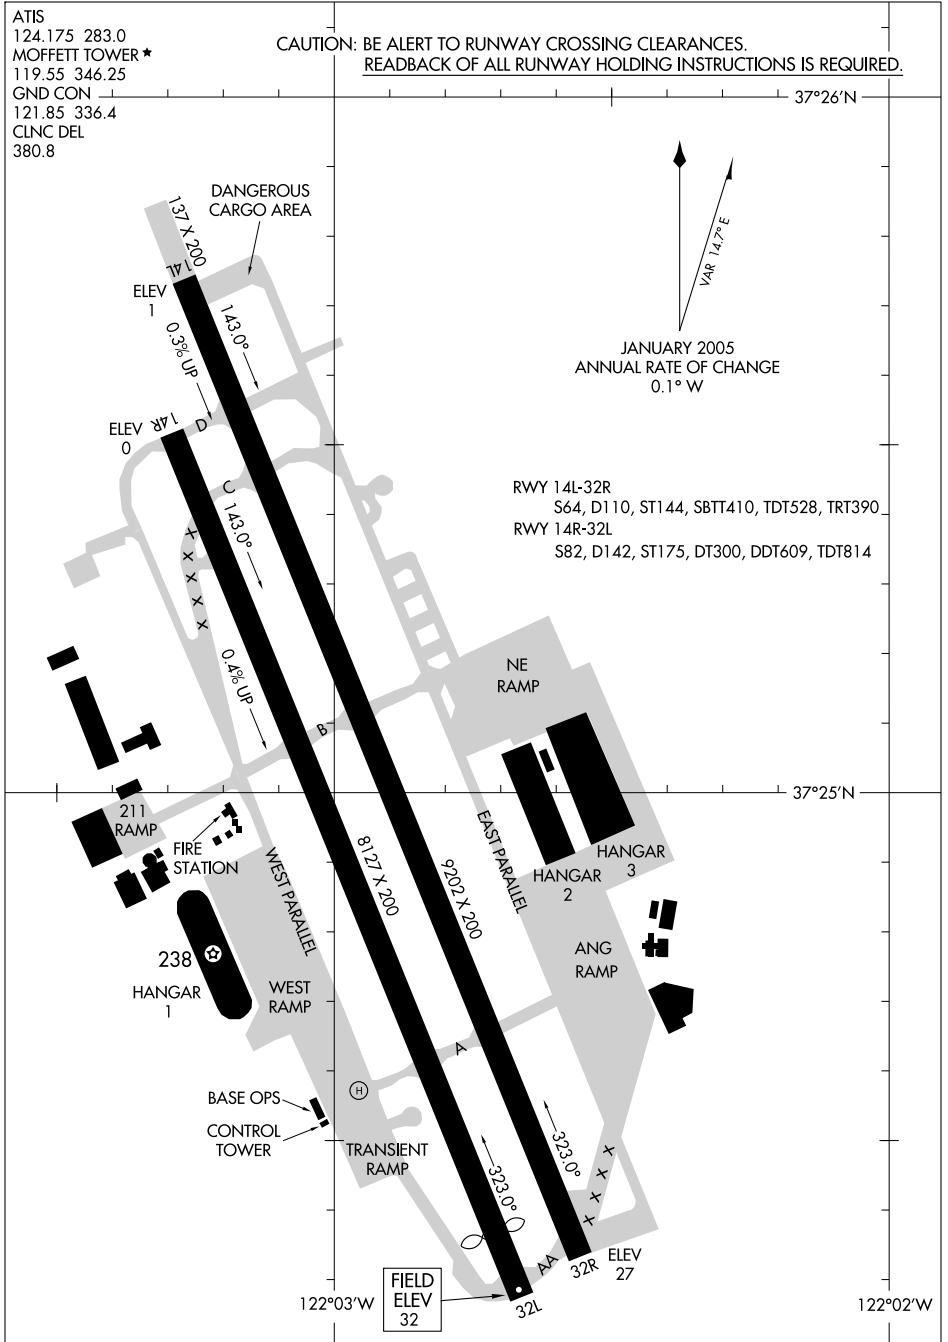 ATIS
124.175 283.0
MOFFETT TOWER★
119.55 346.25
GND CON
121.85 336.4
CLNC DEL
380.8
CAUTION: BE ALERT TO RUNWAY CROSSING CLEARANCES.
READBACK OF ALL RUNWAY HOLDING INSTRUCTIONS IS REQUIRED.
37°26'N
DANGEROUS
CARGO AREA
137 X 200
14L
ELEV
1
0.3% UP
143.0°
VAR 14.7° E
JANUARY 2005
ANNUAL RATE OF CHANGE
0.1° W
14R
D
ELEV
0
C
143.0°
RWY 14L-32R
S64, D110, ST144, SBTT410, TDT528, TRT390
RWY 14R-32L
S82, D142, ST175, DT300, DDT609, TDT814
x x x x x
0.4% UP
NE
RAMP
B
37°25'N
211
RAMP
FIRE
STATION
WEST PARALLEL
8127 X 200
9202 X 200
EAST PARALLEL
HANGAR
2
HANGAR
3
238
HANGAR
1
WEST
RAMP
ANG
RAMP
A
H
BASE OPS
CONTROL
TOWER
TRANSIENT
RAMP
323.0°
323.0°
x x x x
AA
32R
ELEV
27
FIELD
ELEV
32
32L
122°03'W
122°02'W